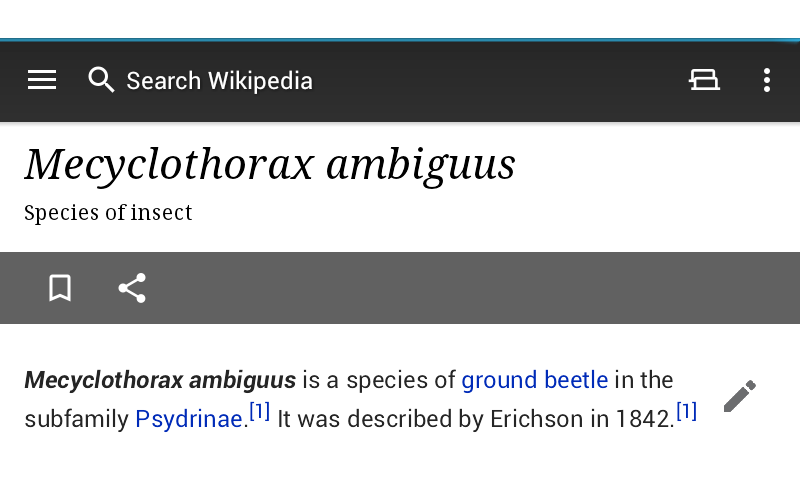 Search Wikipedia
Mecyclothorax ambiguus
Species of insect
Mecyclothorax ambiguus is a species of ground beetle in the
subfamily Psydrinae.[1] It was described by Erichson in 1842.[1]